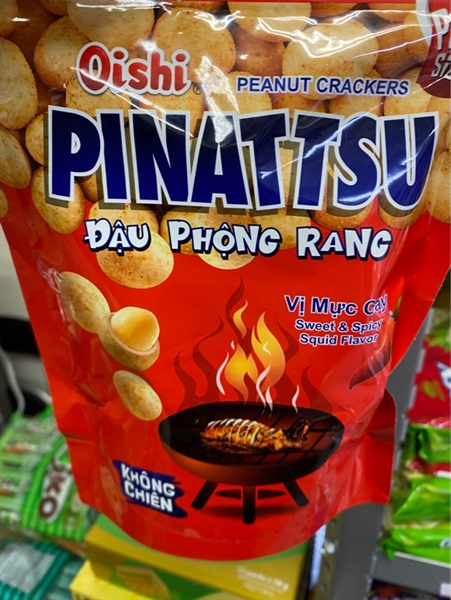 Oishi
PEANUT CRACKERS
PINATTSU
ĐẬU PHỘNG RANG
Vị Mực Cay
Sweet & Spicy
Squid Flavor
KHÔNG
CHIÊN